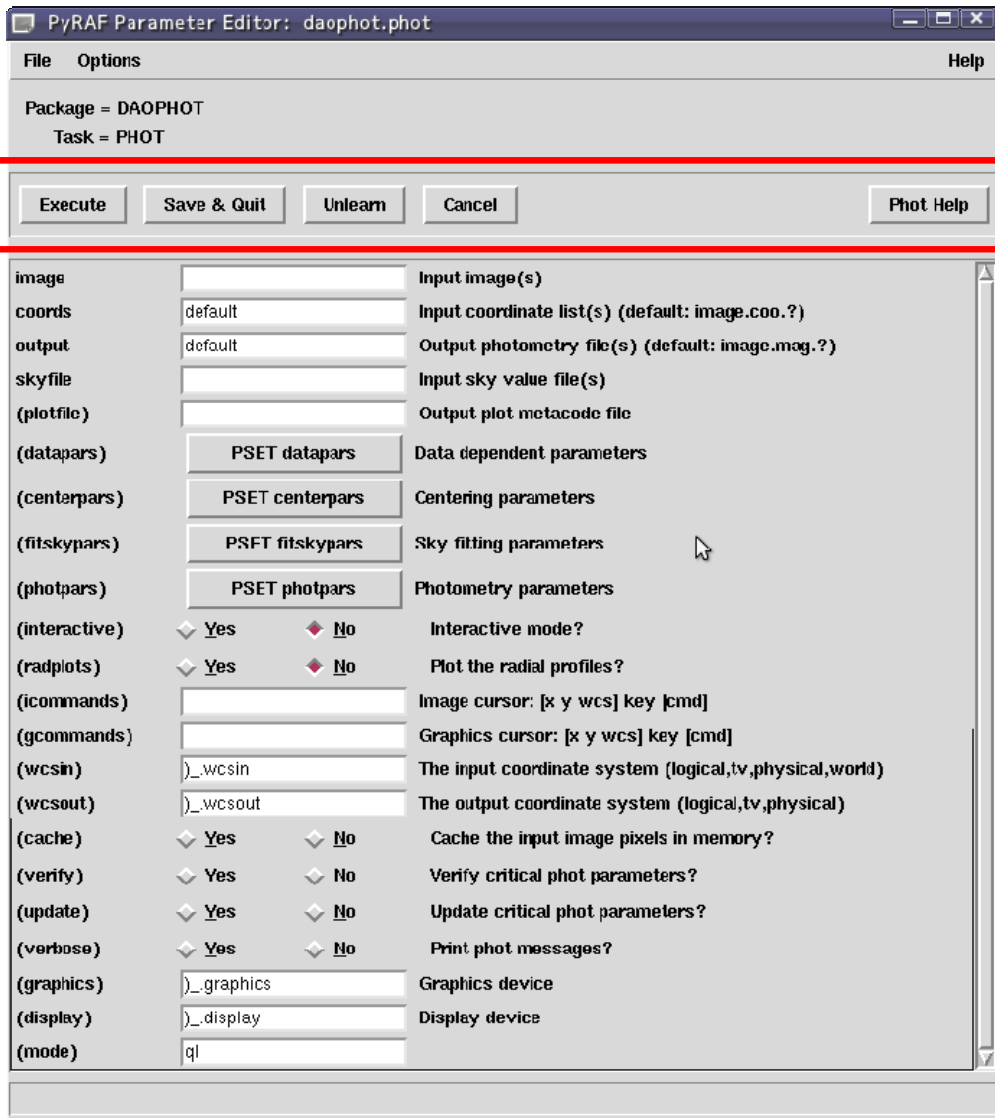 PyRAF Parameter Editor: daophot.phot
File Options Help
Package = DAOPHOT
Task = PHOT
Execute Save & Quit Unlearn Cancel Phot Help
image Input image(s)
coords default Input coordinate list(s) (default: image.coo.?)
output default Output photometry file(s) (default: image.mag.?)
skyfile Input sky value file(s)
(plotfile) Output plot metacode file
(datapars) PSET datapars Data dependent parameters
(centerpars) PSET centerpars Centering parameters
(fitskypars) PSET fitskypars Sky fitting parameters
(photpars) PSET photpars Photometry parameters
(interactive) Yes No Interactive mode?
(radplots) Yes No Plot the radial profiles?
(icommands) Image cursor: [x y wcs] key [cmd]
(gcommands) Graphics cursor: [x y wcs] key [cmd]
(wcsin) )_.wcsin The input coordinate system (logical,tv,physical,world)
(wcsout) )_.wcsout The output coordinate system (logical,tv,physical)
(cache) Yes No Cache the input image pixels in memory?
(verify) Yes No Verify critical phot parameters?
(update) Yes No Update critical phot parameters?
(verbose) Yes No Print phot messages?
(graphics) )_.graphics Graphics device
(display) )_.display Display device
(mode) ql